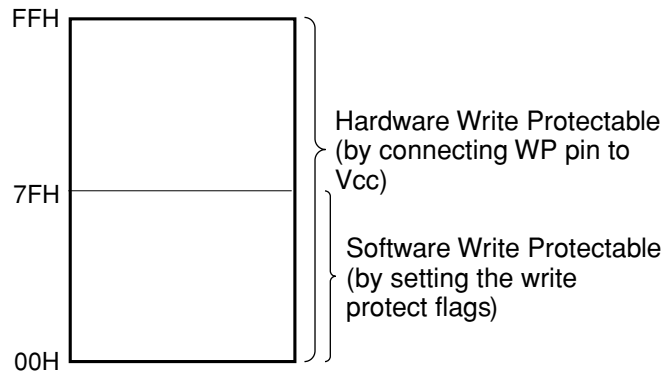 FFH
Hardware Write Protectable
(by connecting WP pin to
Vcc)
7FH
Software Write Protectable
(by setting the write
protect flags)
00H